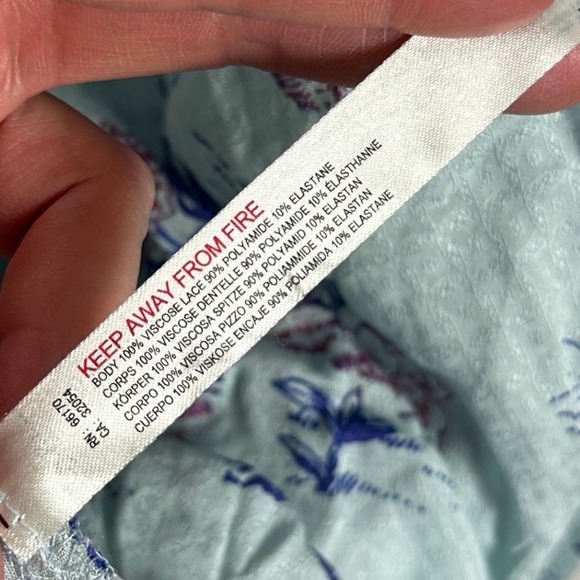 KEEP AWAY FROM FIRE
BODY 100% VISCOSE LACE 90% POLYAMIDE 10% ELASTANE
CORPS 100% VISCOSE DENTELLE 90% POLYAMIDE 10% ÉLASTHANNE
KÖRPER 100% VISCOSA SPITZE 90% POLYAMID 10% ELASTAN
CORPO 100% VISCOSA PIZZO 90% POLIAMMIDE 10% ELASTAN
CUERPO 100% VISKOSE ENCAJE 90% POLIAMIDA 10% ELASTANE
RN: 66170
CA: 32054